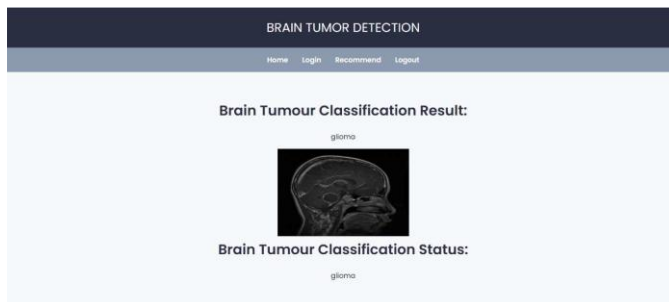 BRAIN TUMOR DETECTION
Home Login Recommend Logout
Brain Tumour Classification Result:
glioma
Brain Tumour Classification Status:
glioma